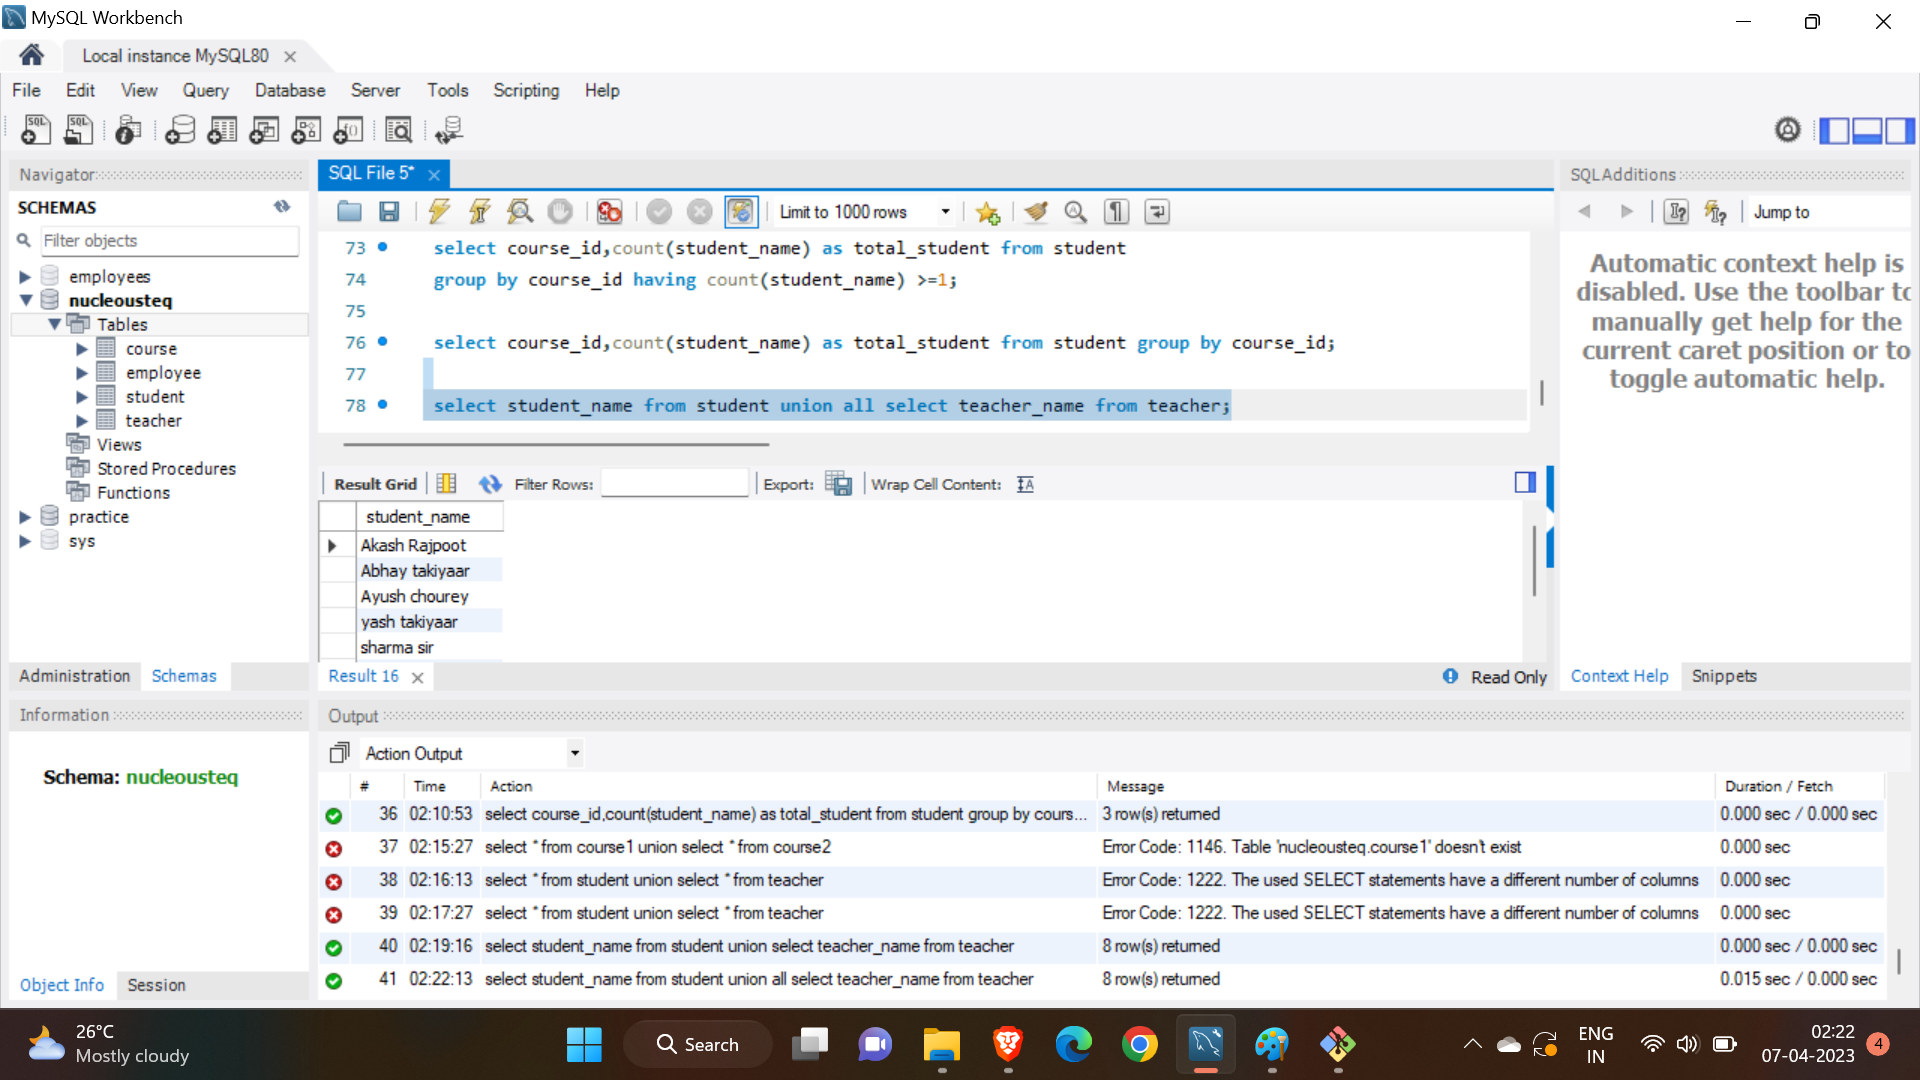 MySQL Workbench
Local instance MySQL80
File Edit View Query Database Server Tools Scripting Help
SQL
SQL
Navigator
SCHEMAS
Filter objects
employees
nucleousteq
Tables
course
employee
student
teacher
Views
Stored Procedures
Functions
practice
sys
Administration Schemas
Information
Schema: nucleousteq
Object Info Session
SQL File 5*
Limit to 1000 rows
73 select course_id,count(student_name) as total_student from student
74 group by course_id having count(student_name) >=1;
75
76 select course_id,count(student_name) as total_student from student group by course_id;
77
78 select student_name from student union all select teacher_name from teacher;
Result Grid Filter Rows: Export: Wrap Cell Content: IA
student_name
Akash Rajpoot
Abhay takiyaar
Ayush chourey
yash takiyaar
sharma sir
Result 16 Read Only
SQLAdditions
Jump to
Automatic context help is
disabled. Use the toolbar to
manually get help for the
current caret position or to
toggle automatic help.
Context Help Snippets
Output
Action Output
# Time Action Message Duration / Fetch
36 02:10:53 select course_id,count(student_name) as total_student from student group by cours... 3 row(s) returned 0.000 sec / 0.000 sec
37 02:15:27 select * from course1 union select * from course2 Error Code: 1146. Table 'nucleousteq.course1' doesn't exist 0.000 sec
38 02:16:13 select * from student union select * from teacher Error Code: 1222. The used SELECT statements have a different number of columns 0.000 sec
39 02:17:27 select * from student union select * from teacher Error Code: 1222. The used SELECT statements have a different number of columns 0.000 sec
40 02:19:16 select student_name from student union select teacher_name from teacher 8 row(s) returned 0.000 sec / 0.000 sec
41 02:22:13 select student_name from student union all select teacher_name from teacher 8 row(s) returned 0.015 sec / 0.000 sec
26°C
Mostly cloudy
Search
ENG
IN
02:22
07-04-2023
4